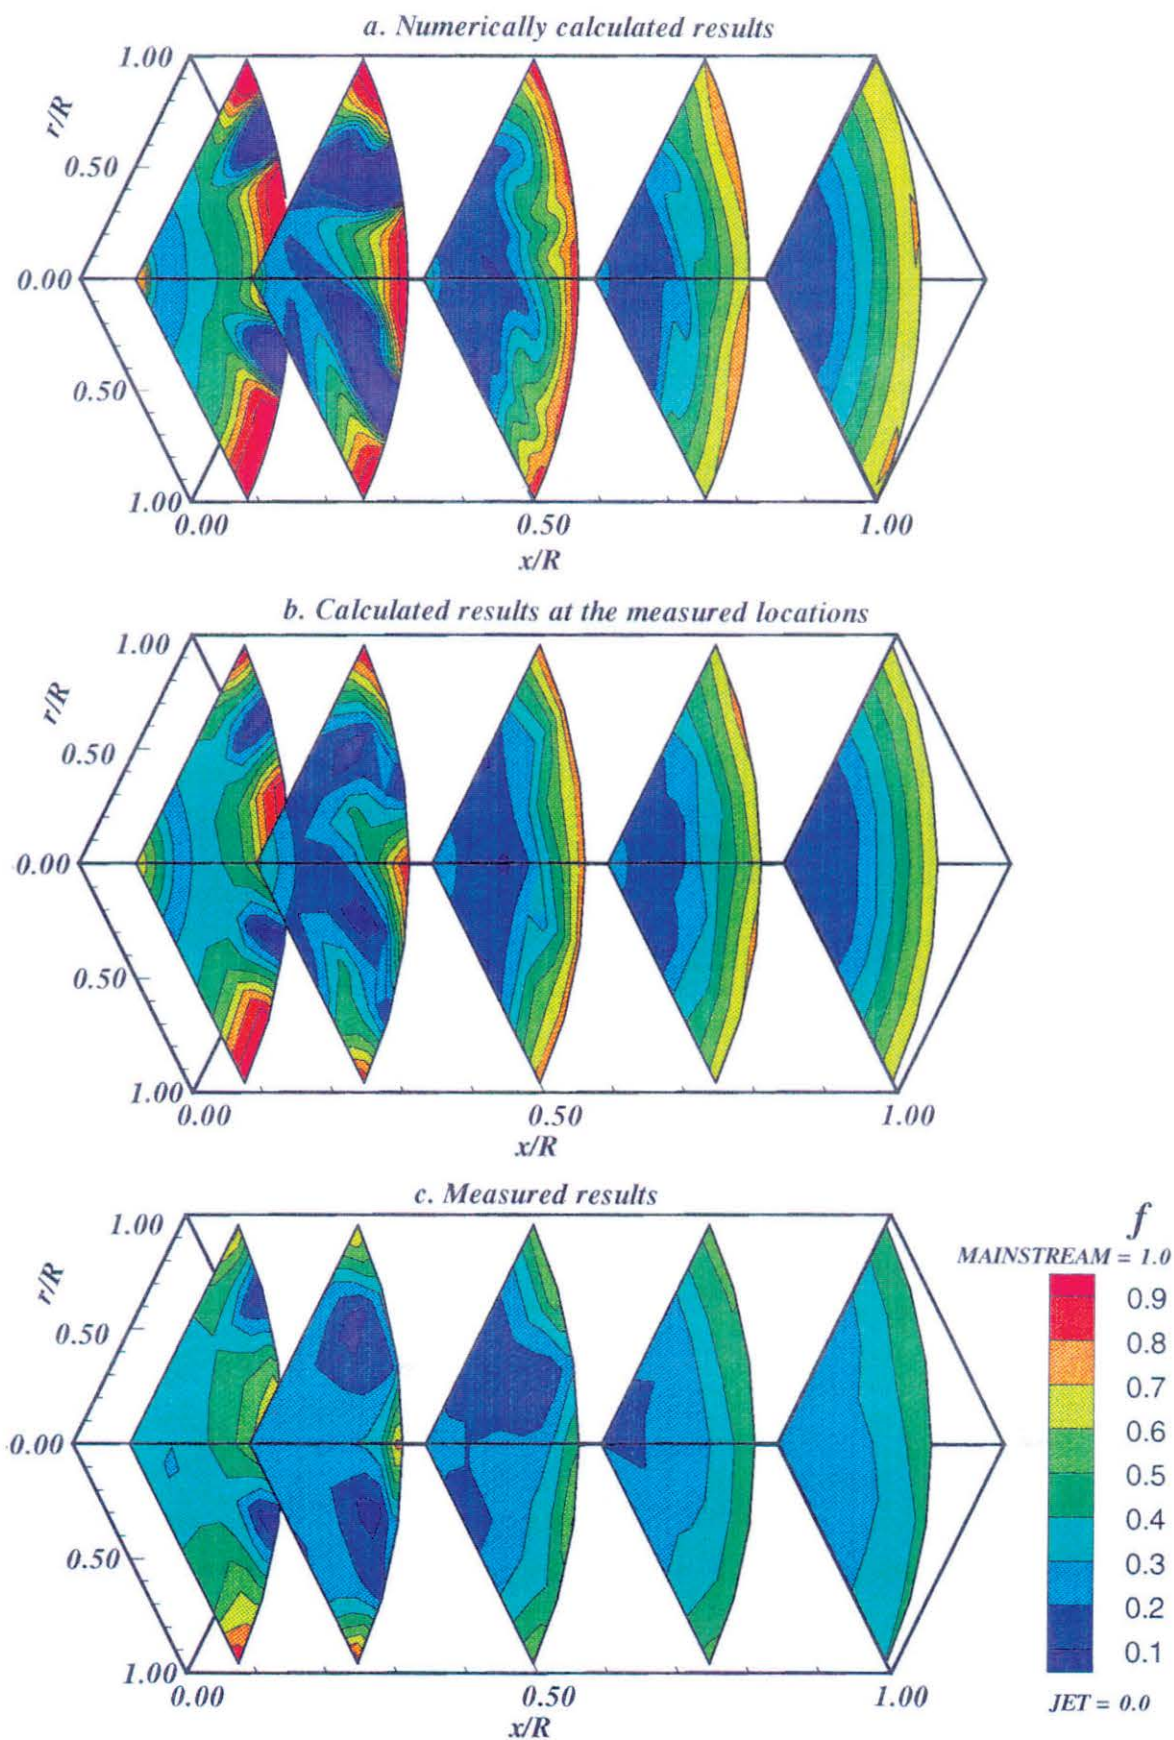 a. Numerically calculated results
1.00
r/R
0.50
0.00
0.50
1.00
0.00 0.50 1.00
x/R
b. Calculated results at the measured locations
1.00
r/R
0.50
0.00
0.50
1.00
0.00 0.50 1.00
x/R
c. Measured results
1.00
r/R
0.50
0.00
0.50
1.00
0.00 0.50 1.00
x/R
f
MAINSTREAM = 1.0
0.9
0.8
0.7
0.6
0.5
0.4
0.3
0.2
0.1
JET = 0.0